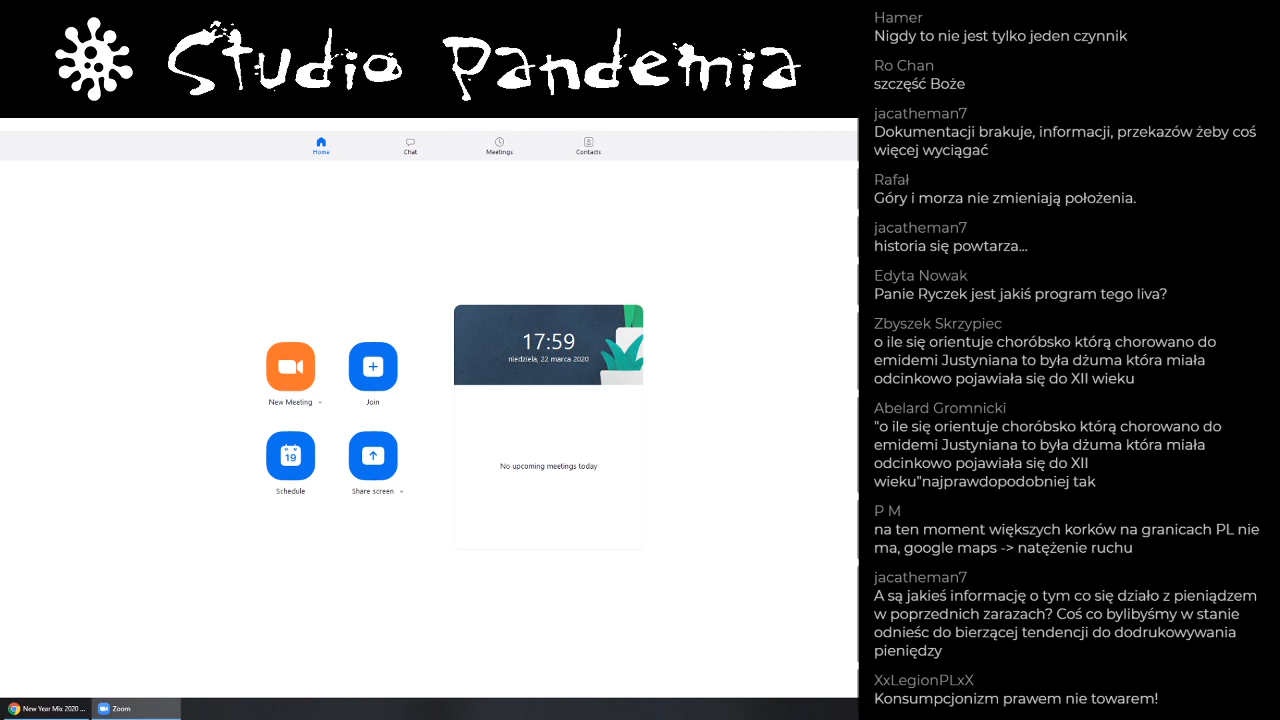 Studio Pandemia
Home
Chat
Meetings
Contacts
17:59
niedziela, 22 marca 2020
New Meeting
Join
19
Schedule
Share screen
No upcoming meetings today
New Year Mix 2020 ...
Zoom
Hamer
Nigdy to nie jest tylko jeden czynnik
Ro Chan
szczęść Boże
jacatheman7
Dokumentacji brakuje, informacji, przekazów żeby coś
więcej wyciągać
Rafał
Góry i morza nie zmieniają położenia.
jacatheman7
historia się powtarza...
Edyta Nowak
Panie Ryczek jest jakiś program tego liva?
Zbyszek Skrzypiec
o ile się orientuje choróbsko którą chorowano do
emidemi Justyniana to była dżuma która miała
odcinkowo pojawiała się do XII wieku
Abelard Gromnicki
"o ile się orientuje choróbsko którą chorowano do
emidemi Justyniana to była dżuma która miała
odcinkowo pojawiała się do XII
wieku"najprawdopodobniej tak
P M
na ten moment większych korków na granicach PL nie
ma, google maps -> natężenie ruchu
jacatheman7
A są jakieś informację o tym co się działo z pieniądzem
w poprzednich zarazach? Coś co bylibyśmy w stanie
odnieśc do bierzącej tendencji do dodrukowywania
pieniędzy
XxLegionPLxX
Konsumpcjonizm prawem nie towarem!